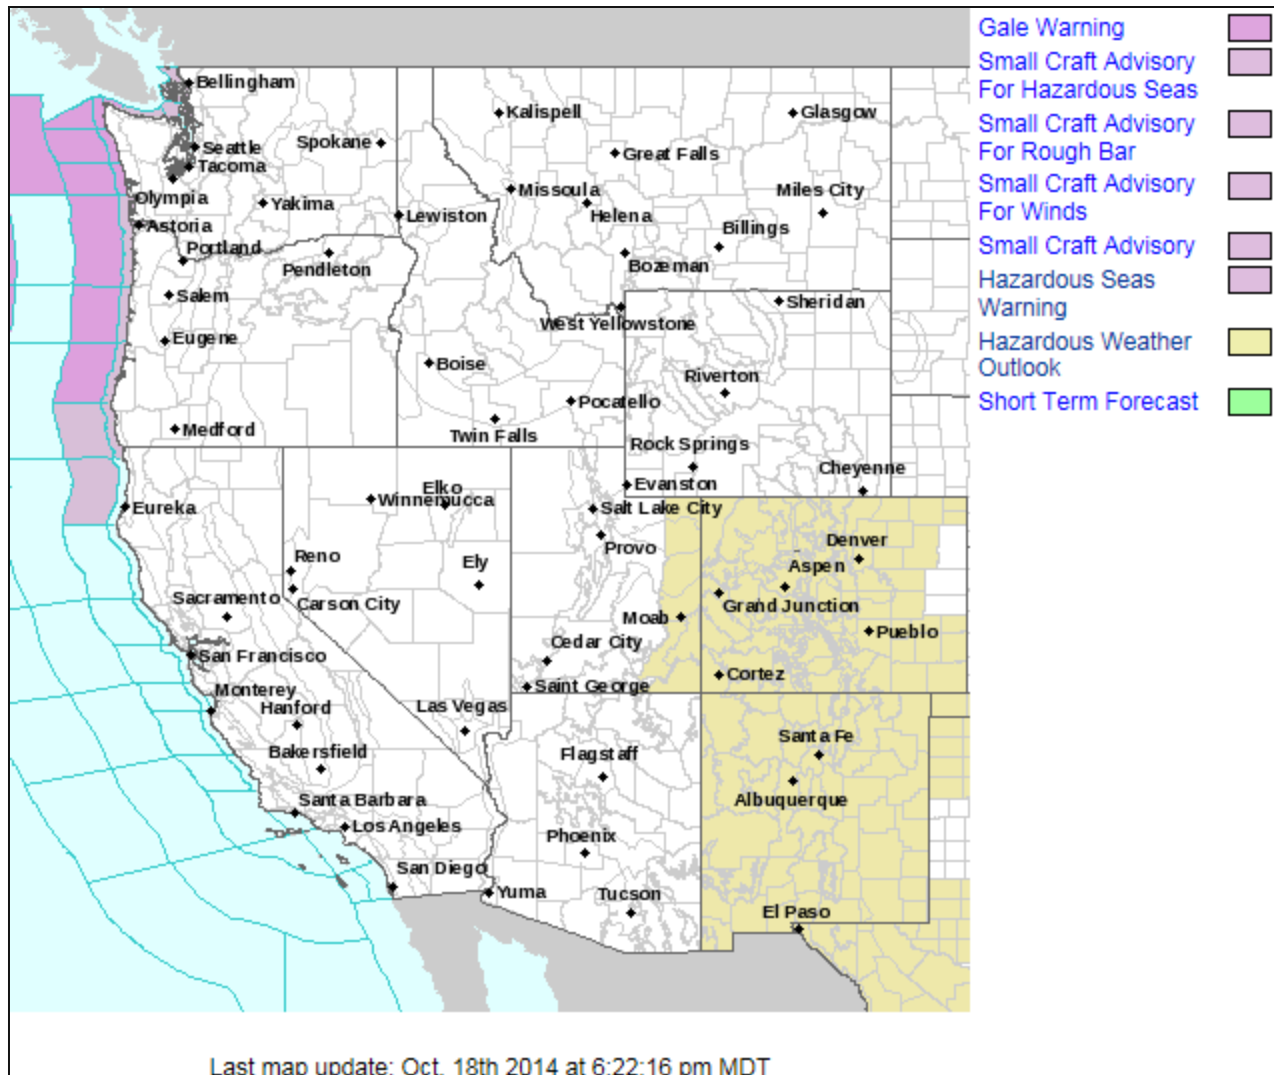 Gale Warning
Small Craft Advisory
For Hazardous Seas
Small Craft Advisory
For Rough Bar
Small Craft Advisory
For Winds
Small Craft Advisory
Hazardous Seas
Warning
Hazardous Weather
Outlook
Short Term Forecast
Bellingham
Kalispell
Glasgow
Seattle
Spokane
Great Falls
Tacoma
Olympia
Yakima
Missoula
Miles City
Lewiston
Helena
Astoria
Billings
Portland
Pendleton
Bozeman
Salem
Sheridan
West Yellowstone
Eugene
Boise
Riverton
Pocatello
Medford
Twin Falls
Rock Springs
Cheyenne
Evanston
Elko
Winnemucca
Eureka
Salt Lake City
Provo
Denver
Reno
Ely
Aspen
Sacramento
Carson City
Grand Junction
Moab
Pueblo
Cedar City
San Francisco
Cortez
Saint George
Monterey
Hanford
Las Vegas
Santa Fe
Bakersfield
Flagstaff
Albuquerque
Santa Barbara
Los Angeles
Phoenix
San Diego
Yuma
Tucson
El Paso
Last map update: Oct. 18th 2014 at 6:22:16 pm MDT